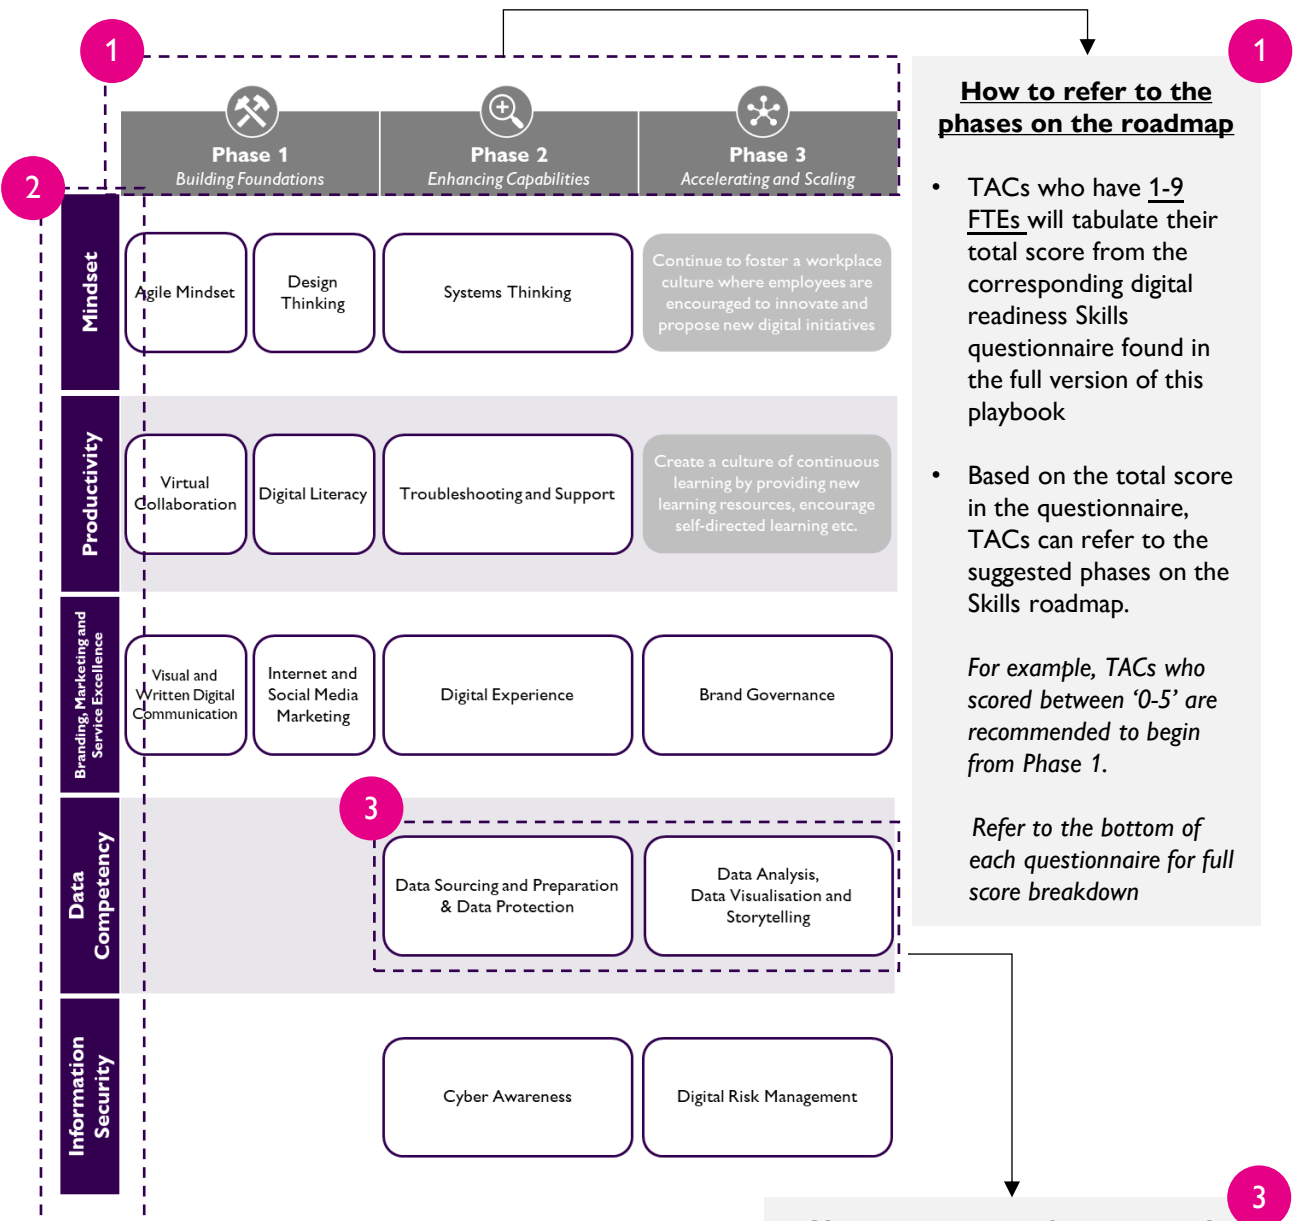 1
1
How to refer to the
phases on the roadmap
Phase 1
Building Foundations
Phase 2
Enhancing Capabilities
Phase 3
Accelerating and Scaling
2
Mindset
Agile Mindset
Design
Thinking
Systems Thinking
Continue to foster a workplace
culture where employees are
encouraged to innovate and
propose new digital initiatives
Productivity
Virtual
Collaboration
Digital Literacy
Troubleshooting and Support
Create a culture of continuous
learning by providing new
learning resources, encourage
self-directed learning etc.
Branding, Marketing and
Service Excellence
Visual and
Written Digital
Communication
Internet and
Social Media
Marketing
Digital Experience
Brand Governance
3
Data
Competency
Data Sourcing and Preparation
& Data Protection
Data Analysis,
Data Visualisation and
Storytelling
Information
Security
Cyber Awareness
Digital Risk Management
• TACs who have 1-9
FTEs will tabulate their
total score from the
corresponding digital
readiness Skills
questionnaire found in
the full version of this
playbook
• Based on the total score
in the questionnaire,
TACs can refer to the
suggested phases on the
Skills roadmap.
For example, TACs who
scored between ‘0-5’ are
recommended to begin
from Phase 1.
Refer to the bottom of
each questionnaire for full
score breakdown
3